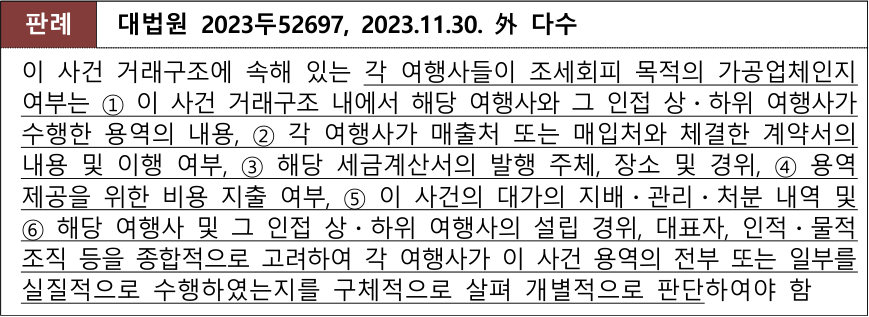 판례 대법원 2023두52697, 2023.11.30. 外 다수
이 사건 거래구조에 속해 있는 각 여행사들이 조세회피 목적의 가공업체인지
여부는 ① 이 사건 거래구조 내에서 해당 여행사와 그 인접 상·하위 여행사가
수행한 용역의 내용, ② 각 여행사가 매출처 또는 매입처와 체결한 계약서의
내용 및 이행 여부, ③ 해당 세금계산서의 발행 주체, 장소 및 경위, ④ 용역
제공을 위한 비용 지출 여부, ⑤ 이 사건의 대가의 지배·관리·처분 내역 및
⑥ 해당 여행사 및 그 인접 상·하위 여행사의 설립 경위, 대표자, 인적·물적
조직 등을 종합적으로 고려하여 각 여행사가 이 사건 용역의 전부 또는 일부를
실질적으로 수행하였는지를 구체적으로 살펴 개별적으로 판단하여야 함